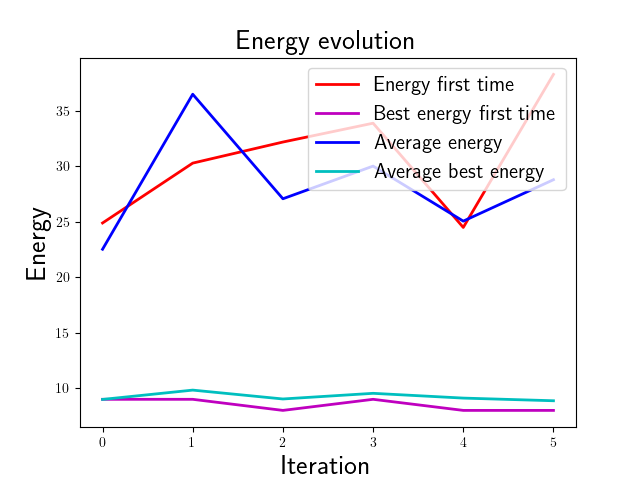 Energy evolution
Energy first time
Best energy first time
Average energy
Average best energy
Energy
35
30
25
20
15
10
0 1 2 3 4 5
Iteration